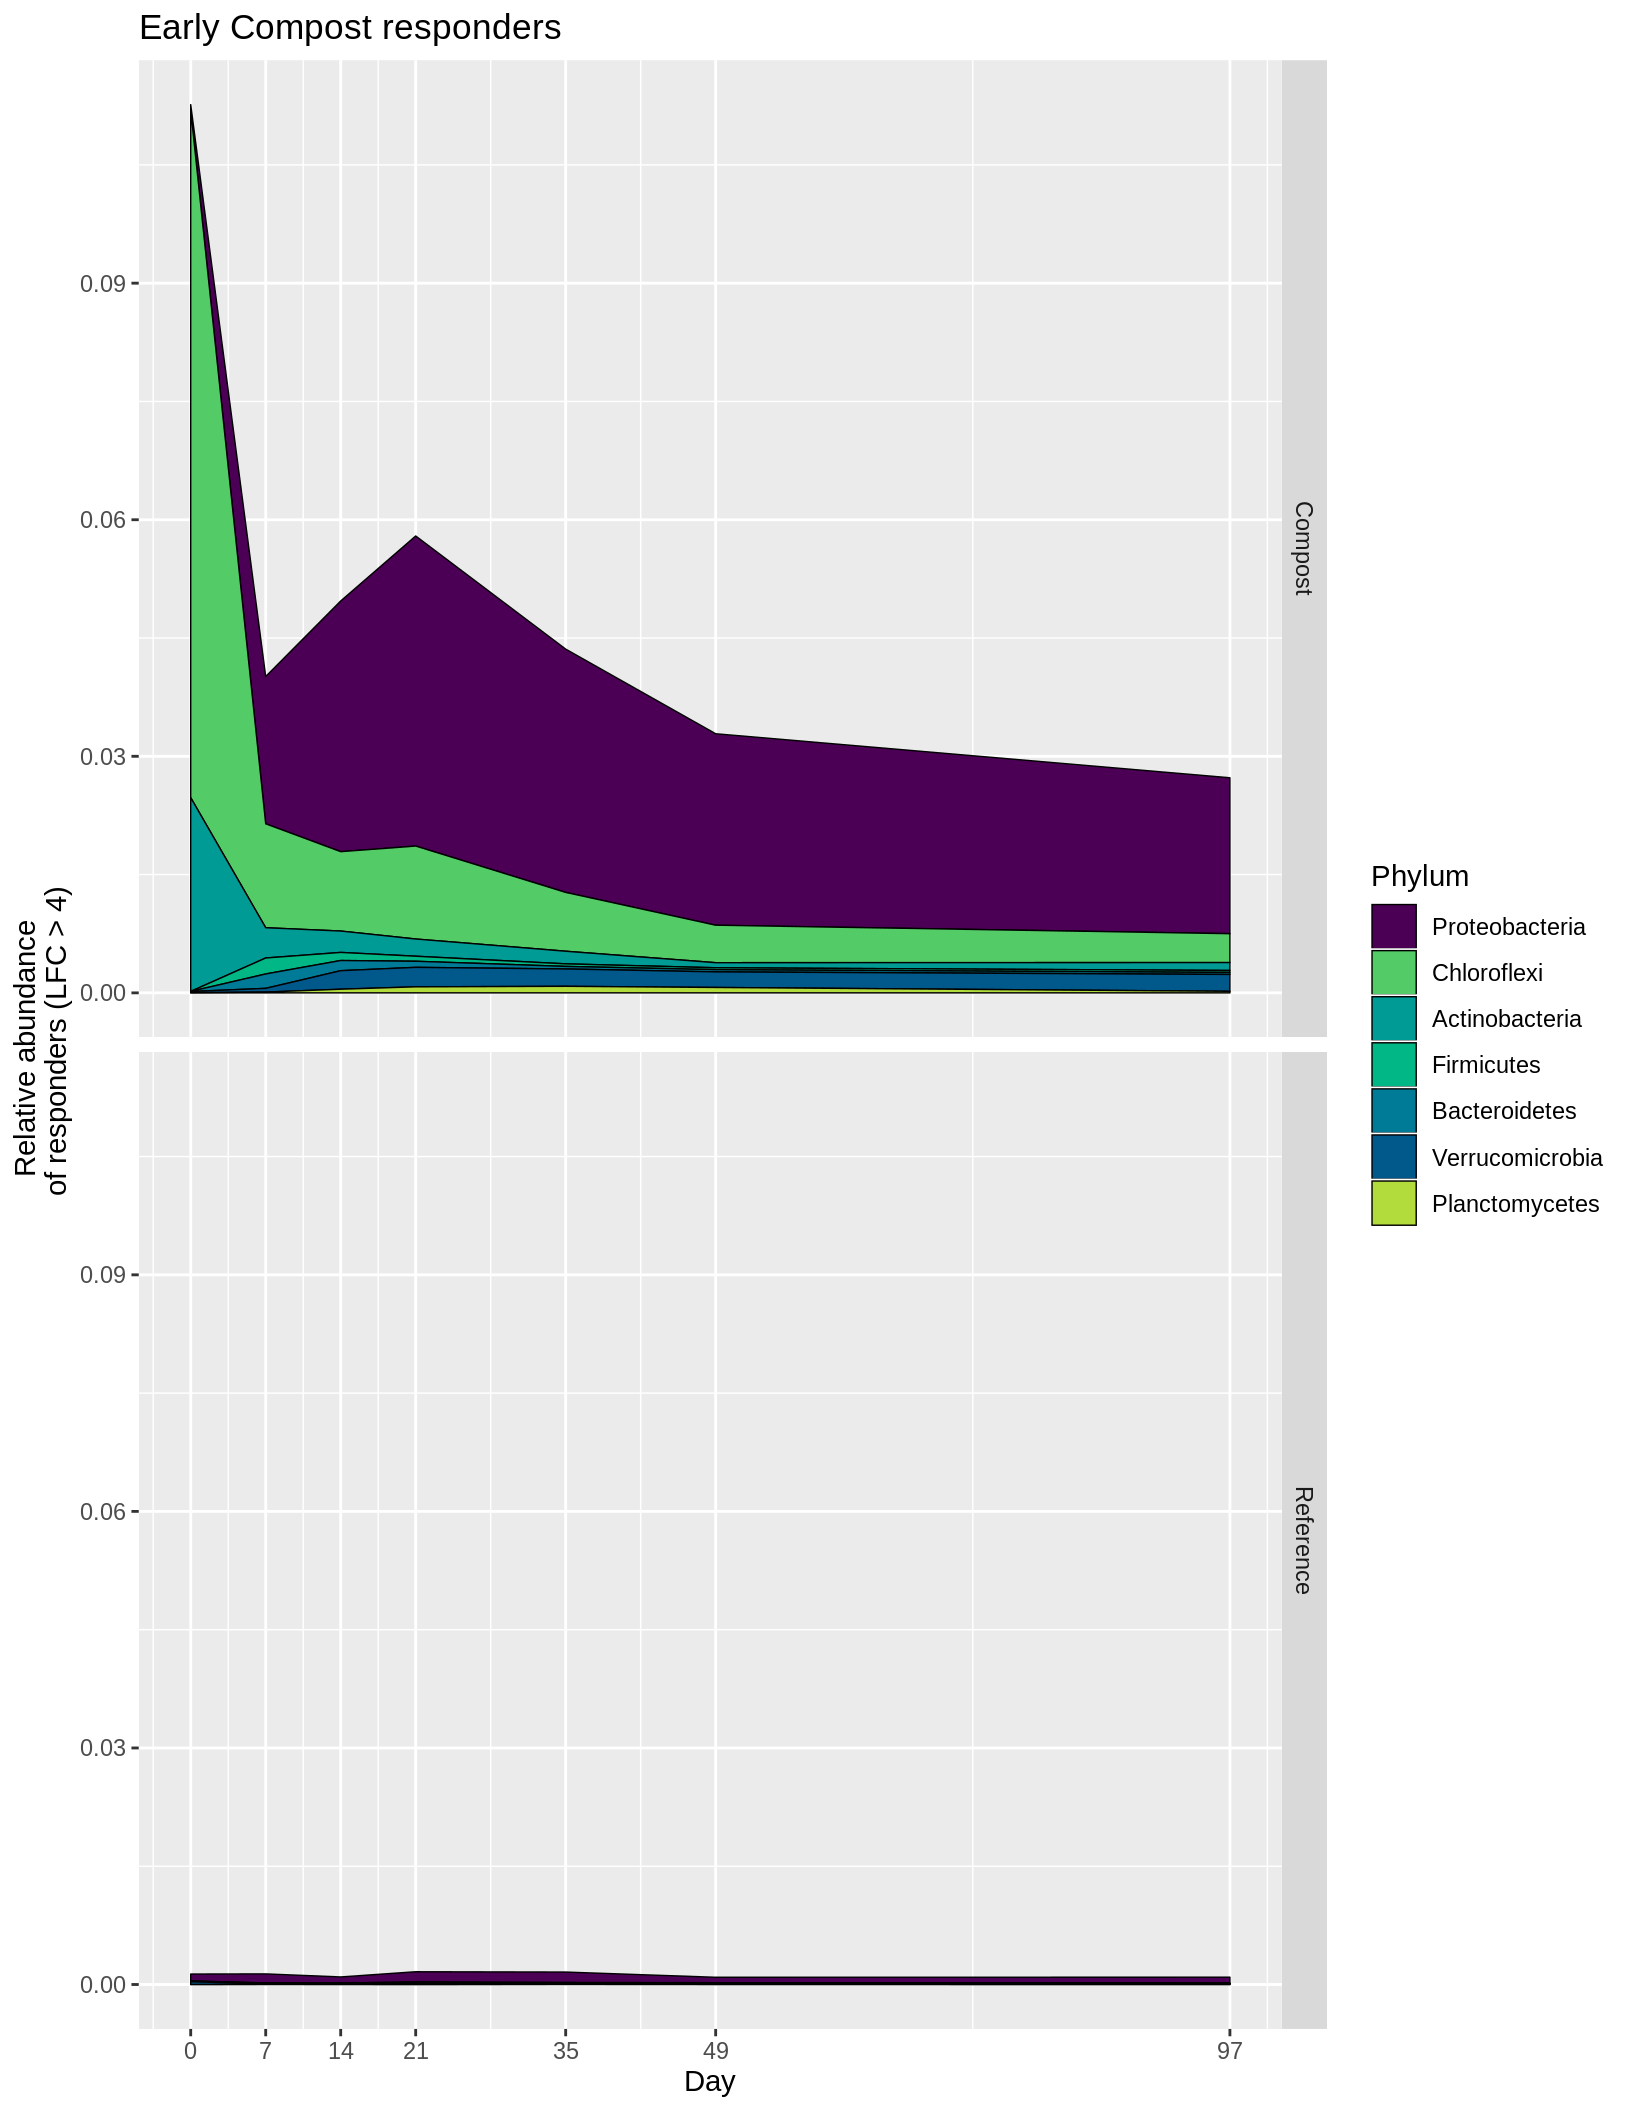 Early Compost responders
0.09
0.06
0.03
0.00
Compost
Relative abundance
of responders (LFC > 4)
0.09
0.06
0.03
0.00
Reference
0
7
14
21
35
49
97
Day
Phylum
Proteobacteria
Chloroflexi
Actinobacteria
Firmicutes
Bacteroidetes
Verrucomicrobia
Planctomycetes